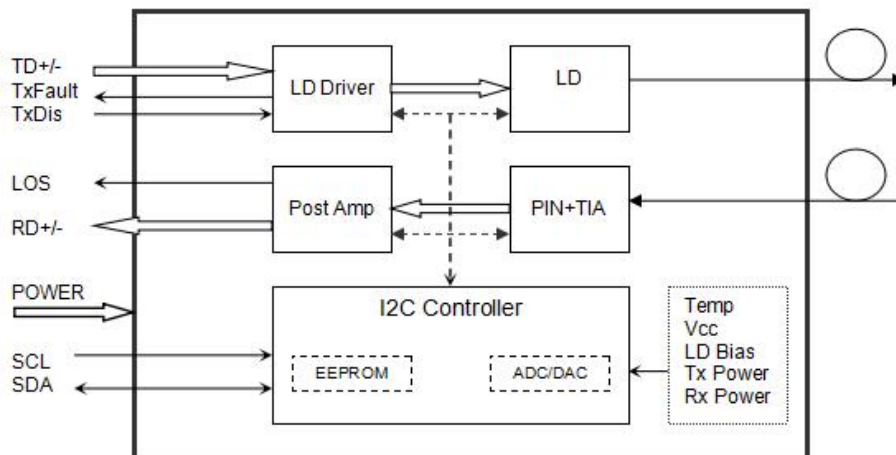 TD+/-
TxFault
TxDis
LD Driver
LD
LOS
RD+/-
Post Amp
PIN+TIA
POWER
SCL
SDA
I2C Controller
EEPROM
ADC/DAC
Temp
Vcc
LD Bias
Tx Power
Rx Power